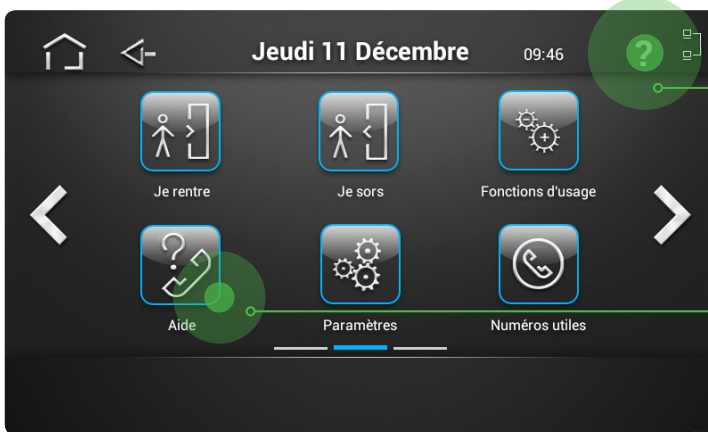 Jeudi 11 Décembre 09:46 ?
Je rentre Je sors Fonctions d'usage
Aide Paramètres Numéros utiles